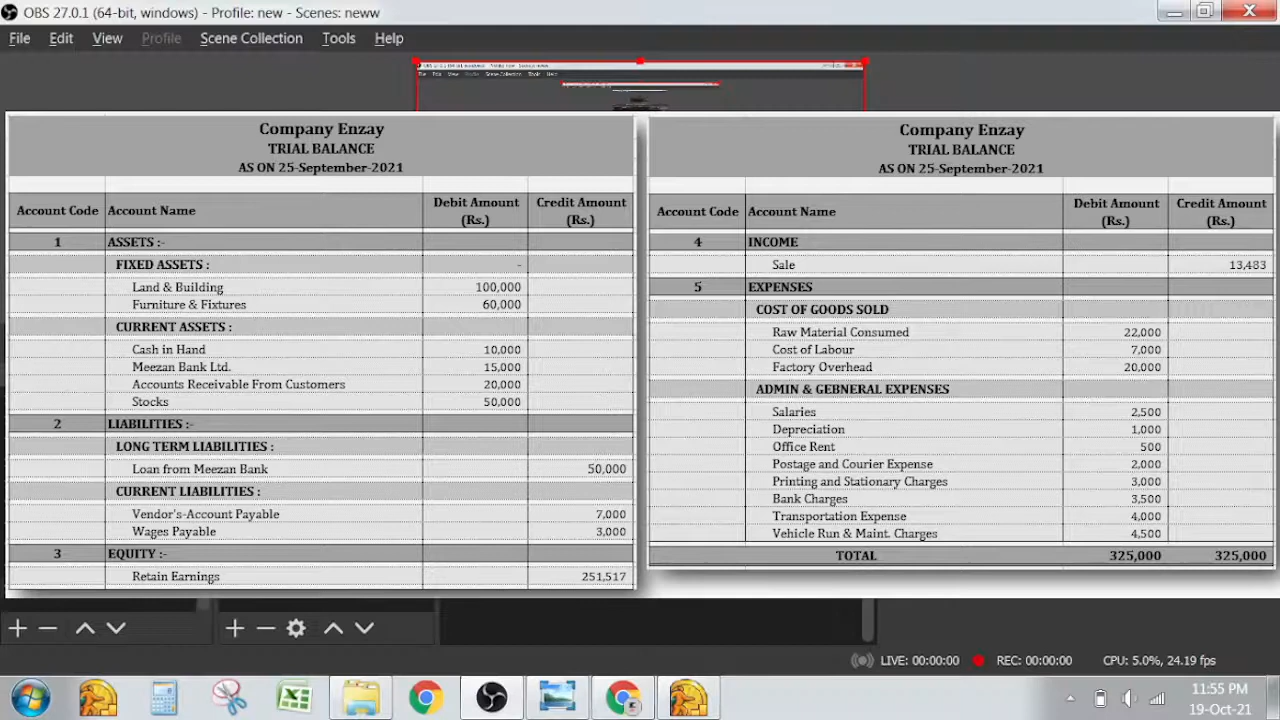 OBS 27.0.1 (64-bit, windows) - Profile: new - Scenes: neww
File Edit View Profile Scene Collection Tools Help
Company Enzay
TRIAL BALANCE
AS ON 25-September-2021
Account Code Account Name Debit Amount (Rs.) Credit Amount (Rs.)
1 ASSETS :-
FIXED ASSETS : -
Land & Building 100,000
Furniture & Fixtures 60,000
CURRENT ASSETS :
Cash in Hand 10,000
Meezan Bank Ltd. 15,000
Accounts Receivable From Customers 20,000
Stocks 50,000
2 LIABILITIES :-
LONG TERM LIABILITIES :
Loan from Meezan Bank 50,000
CURRENT LIABILITIES :
Vendor's-Account Payable 7,000
Wages Payable 3,000
3 EQUITY :-
Retain Earnings 251,517
Company Enzay
TRIAL BALANCE
AS ON 25-September-2021
Account Code Account Name Debit Amount (Rs.) Credit Amount (Rs.)
4 INCOME
Sale 13,483
5 EXPENSES
COST OF GOODS SOLD
Raw Material Consumed 22,000
Cost of Labour 7,000
Factory Overhead 20,000
ADMIN & GEBNERAL EXPENSES
Salaries 2,500
Depreciation 1,000
Office Rent 500
Postage and Courier Expense 2,000
Printing and Stationary Charges 3,000
Bank Charges 3,500
Transportation Expense 4,000
Vehicle Run & Maint. Charges 4,500
TOTAL 325,000 325,000
LIVE: 00:00:00 REC: 00:00:00 CPU: 5.0%, 24.19 fps
11:55 PM
19-Oct-21